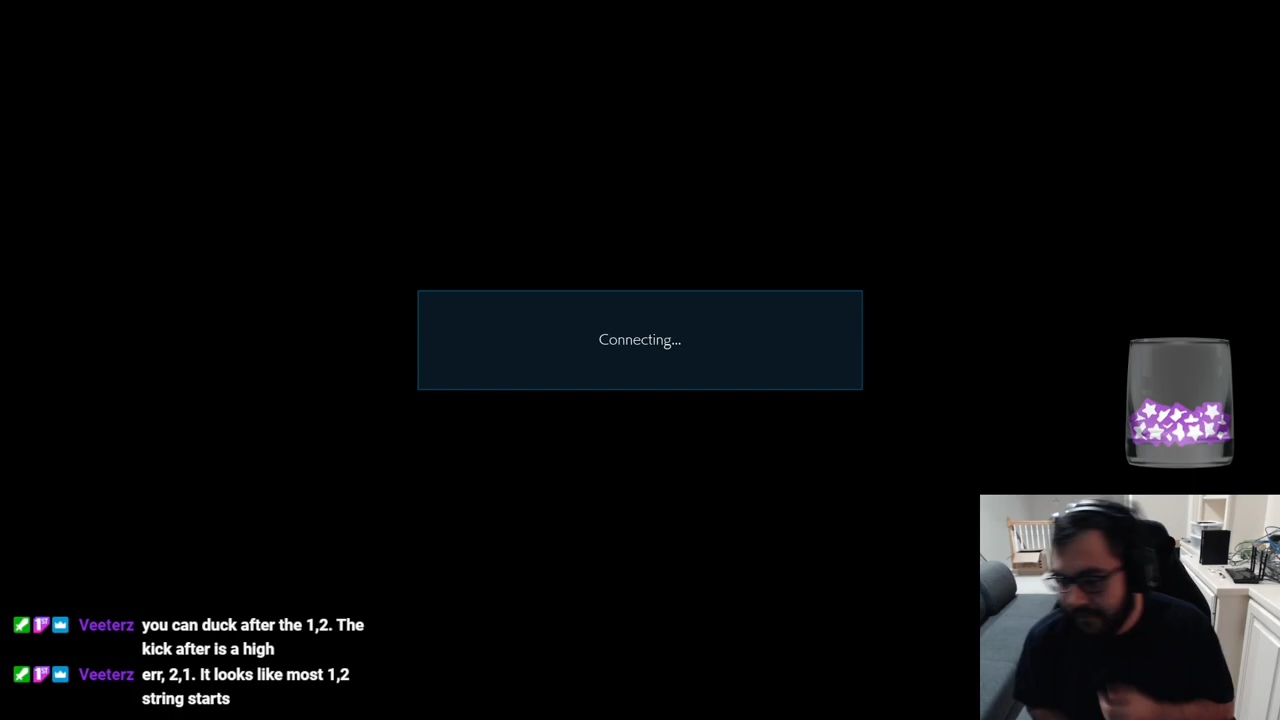 Connecting...
Veeterz you can duck after the 1,2. The
kick after is a high
Veeterz err, 2,1. It looks like most 1,2
string starts